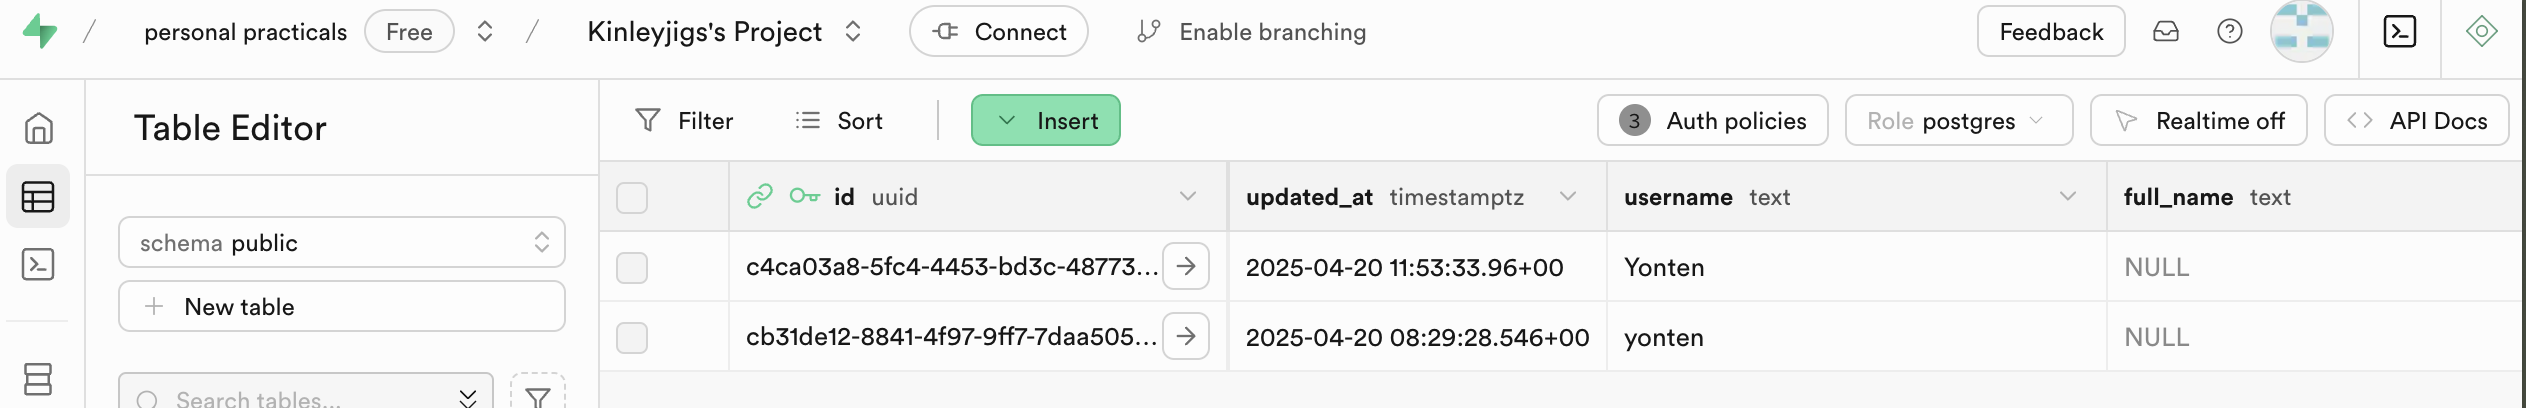 / personal practicals Free / Kinleyjigs's Project Connect Enable branching Feedback
Table Editor
Filter Sort Insert 3 Auth policies Role postgres Realtime off API Docs
schema public
New table
Search tables...
id uuid updated_at timestamptz username text full_name text
c4ca03a8-5fc4-4453-bd3c-48773... 2025-04-20 11:53:33.96+00 Yonten NULL
cb31de12-8841-4f97-9ff7-7daa505... 2025-04-20 08:29:28.546+00 yonten NULL